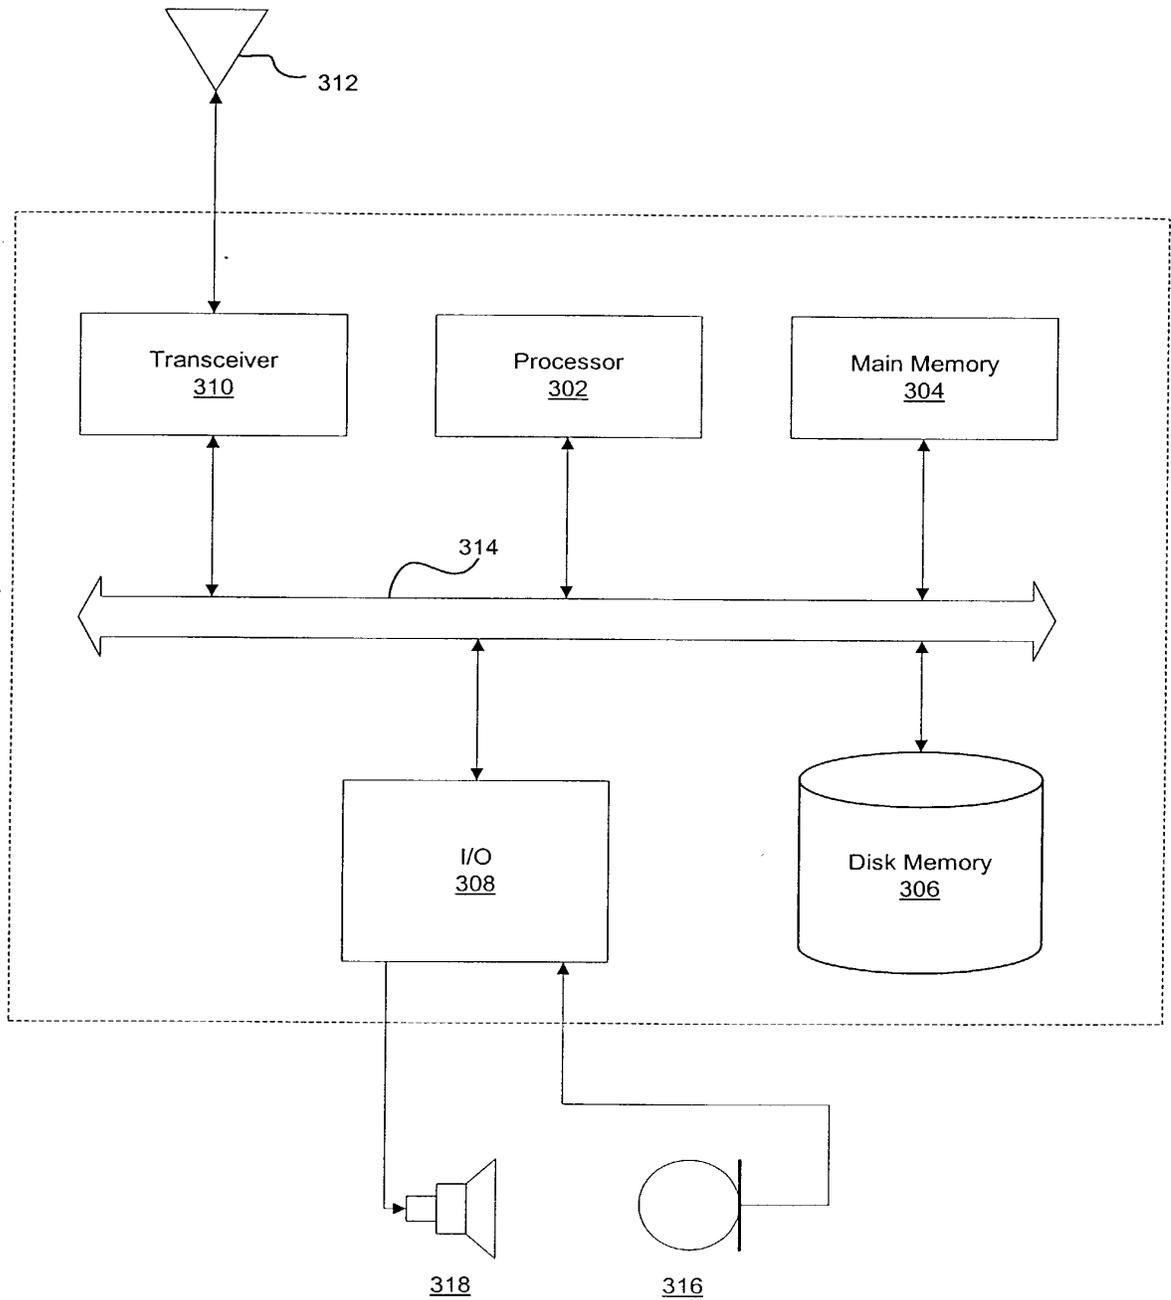 312
Transceiver
310
Processor
302
Main Memory
304
314
I/O
308
Disk Memory
306
318
316